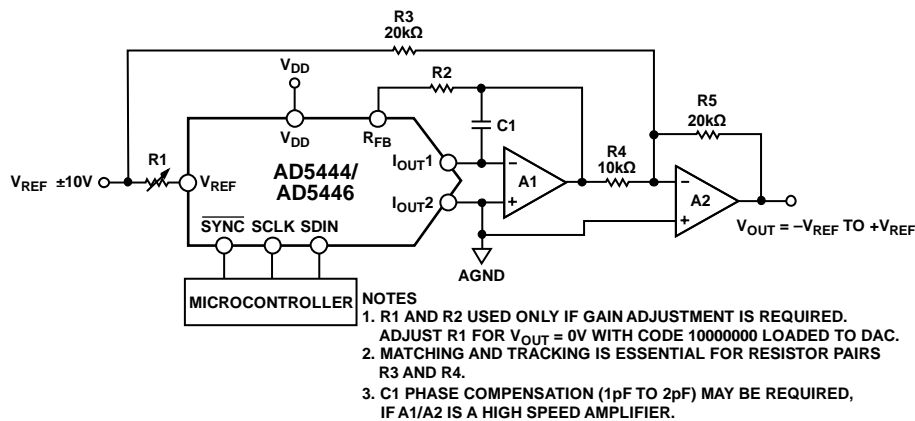 R3
20kΩ
VDD
R2
R5
20kΩ
VDD
RFB
C1
R1
AD5444/
AD5446
IOUT1
R4
10kΩ
VREF ±10V
VREF
A1
A2
IOUT2
SYNC SCLK SDIN
VOUT = –VREF TO +VREF
AGND
MICROCONTROLLER
NOTES
1. R1 AND R2 USED ONLY IF GAIN ADJUSTMENT IS REQUIRED.
ADJUST R1 FOR VOUT = 0V WITH CODE 10000000 LOADED TO DAC.
2. MATCHING AND TRACKING IS ESSENTIAL FOR RESISTOR PAIRS
R3 AND R4.
3. C1 PHASE COMPENSATION (1pF TO 2pF) MAY BE REQUIRED,
IF A1/A2 IS A HIGH SPEED AMPLIFIER.